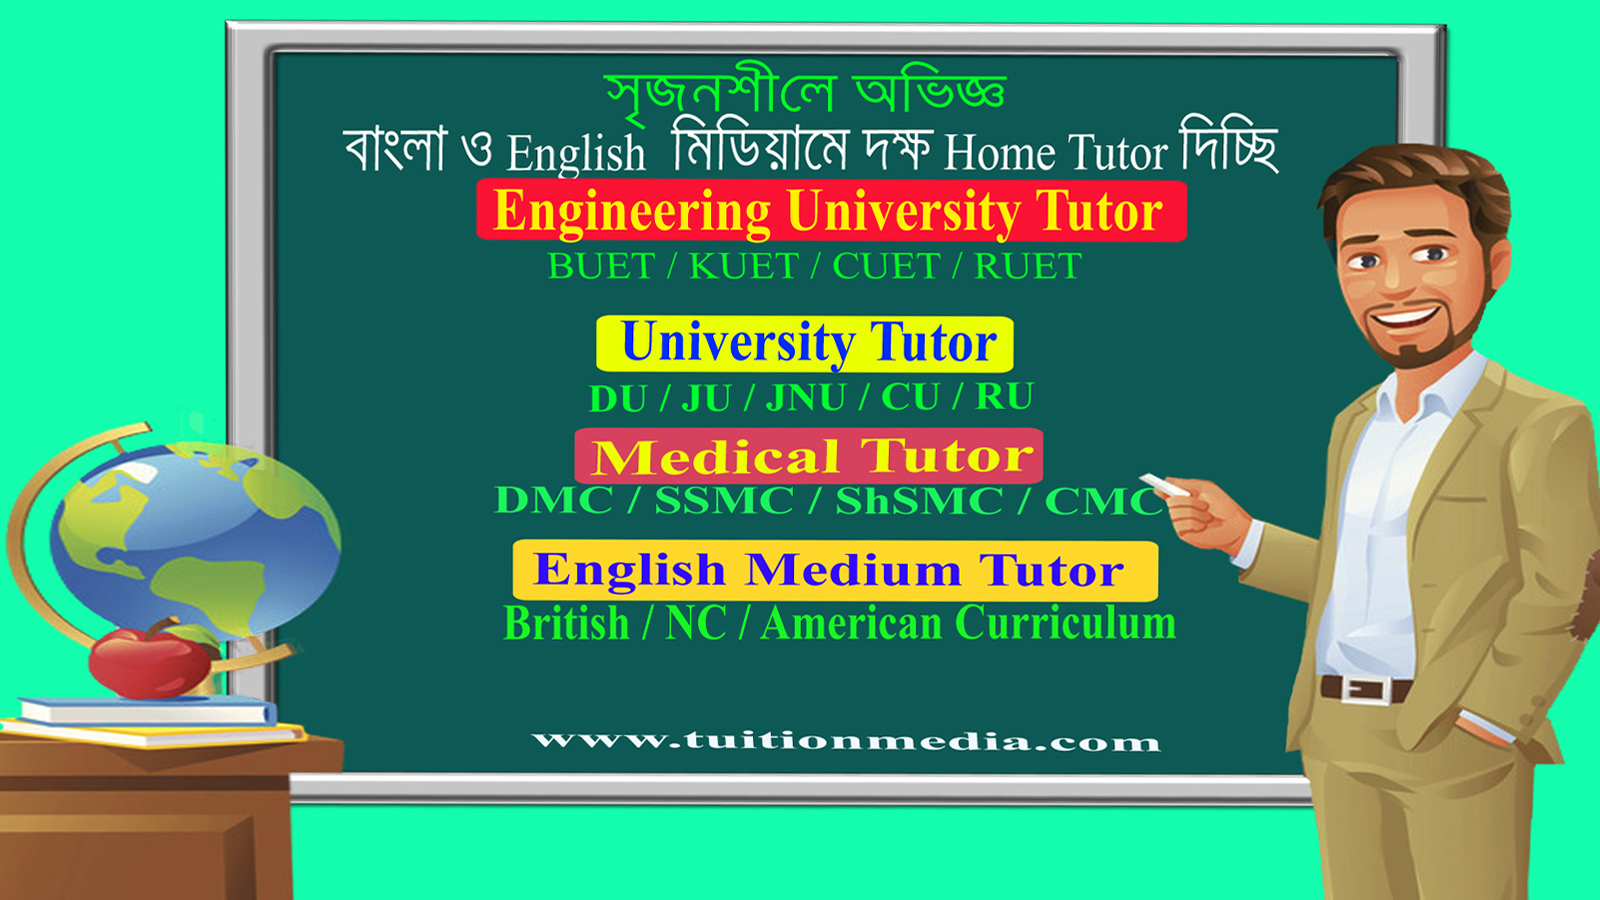 সৃজনশীলে অভিজ্ঞ
বাংলা ও English মিডিয়ামে দক্ষ Home Tutor দিচ্ছি
Engineering University Tutor
BUET / KUET / CUET / RUET
University Tutor
DU / JU / JNU / CU / RU
Medical Tutor
DMC / SSMC / ShSMC / CMC
English Medium Tutor
British / NC / American Curriculum
www.tuitionmedia.com